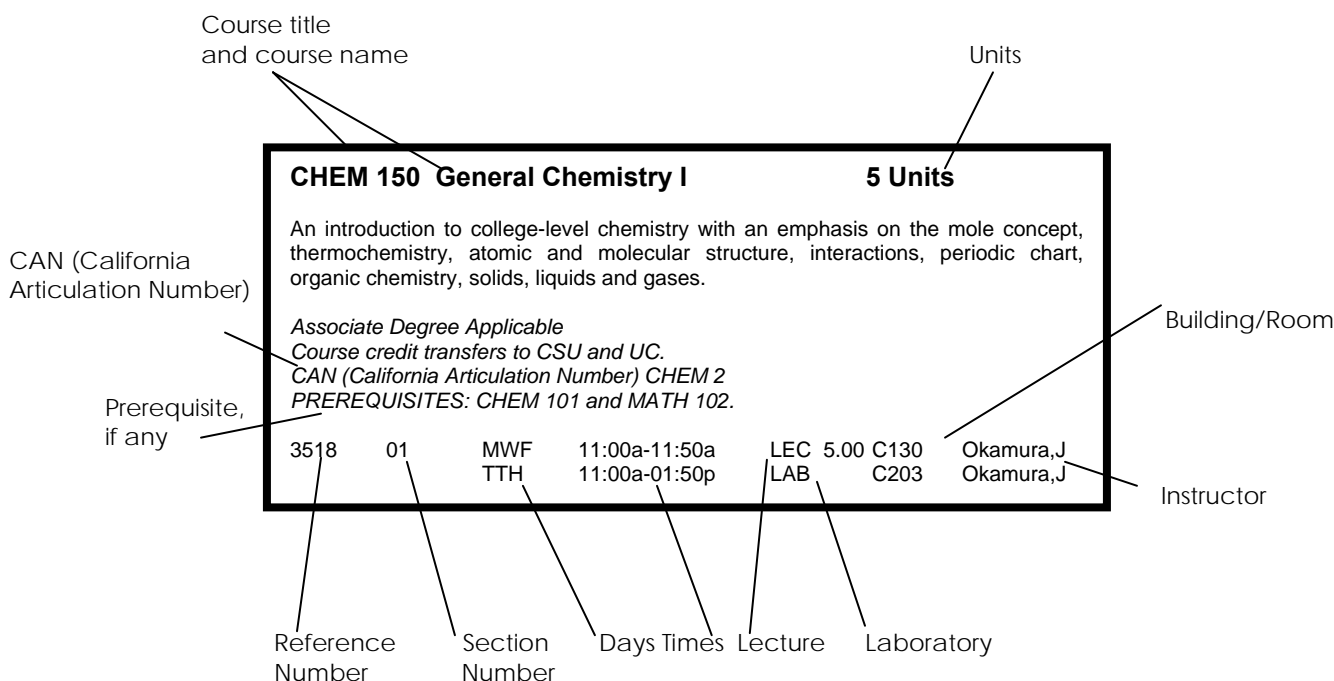 Course title
and course name
Units
CHEM 150 General Chemistry I 5 Units
An introduction to college-level chemistry with an emphasis on the mole concept,
thermochemistry, atomic and molecular structure, interactions, periodic chart,
organic chemistry, solids, liquids and gases.
CAN (California
Articulation Number)
Associate Degree Applicable
Course credit transfers to CSU and UC.
CAN (California Articulation Number) CHEM 2
PREREQUISITES: CHEM 101 and MATH 102.
Building/Room
Prerequisite,
if any
3518 01 MWF 11:00a-11:50a LEC 5.00 C130 Okamura,J
TTH 11:00a-01:50p LAB C203 Okamura,J
Instructor
Reference
Number
Section
Number
Days Times Lecture Laboratory